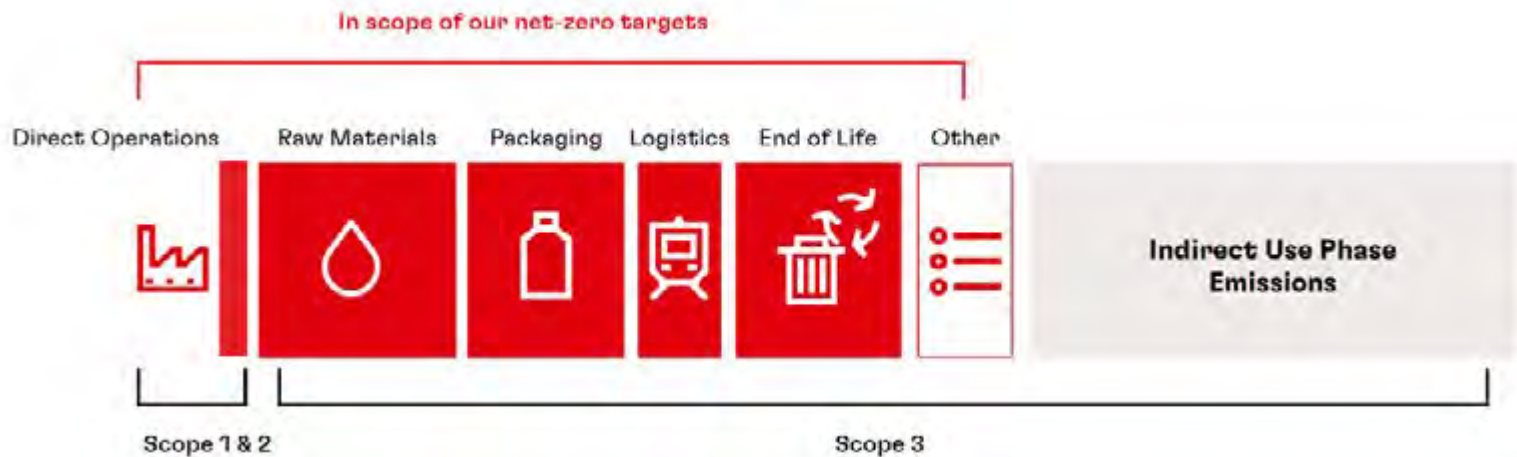 In scope of our net-zero targets
Direct Operations
Raw Materials
Packaging
Logistics
End of Life
Other
Indirect Use Phase
Emissions
Scope 1 & 2
Scope 3